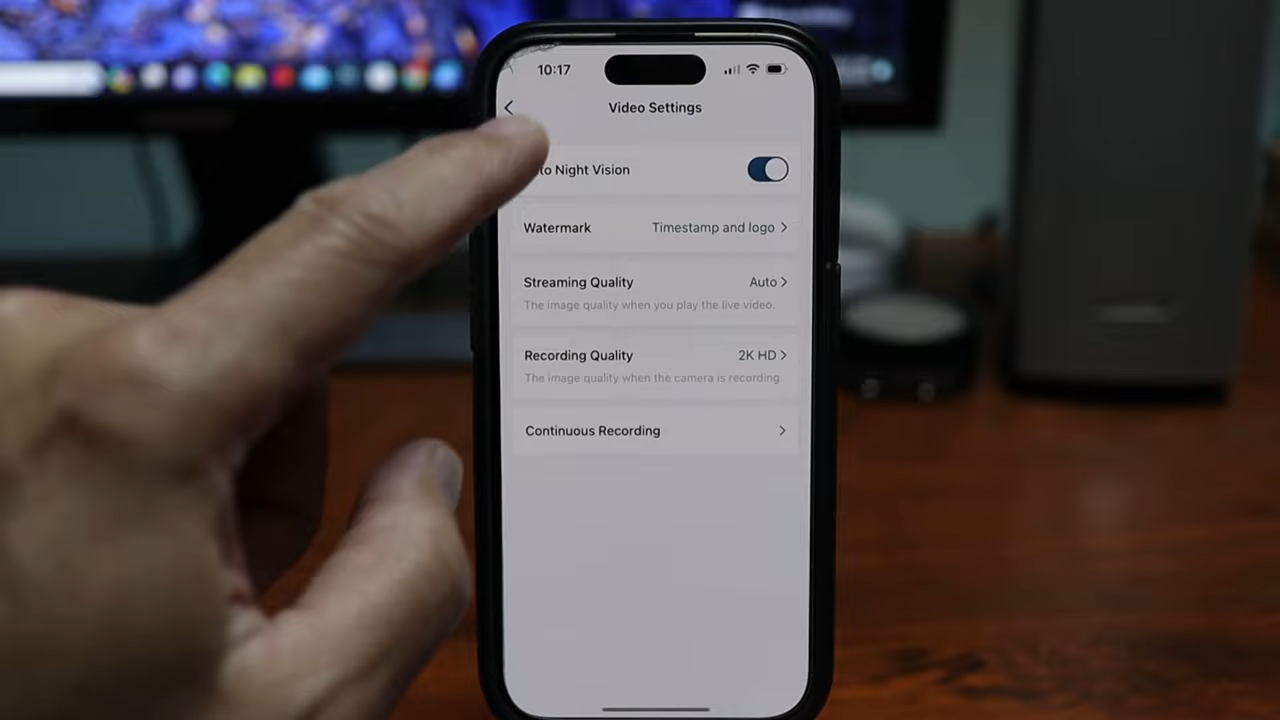 10:17
Video Settings
to Night Vision
Watermark Timestamp and logo
Streaming Quality Auto
The image quality when you play the live video.
Recording Quality 2K HD
The image quality when the camera is recording.
Continuous Recording